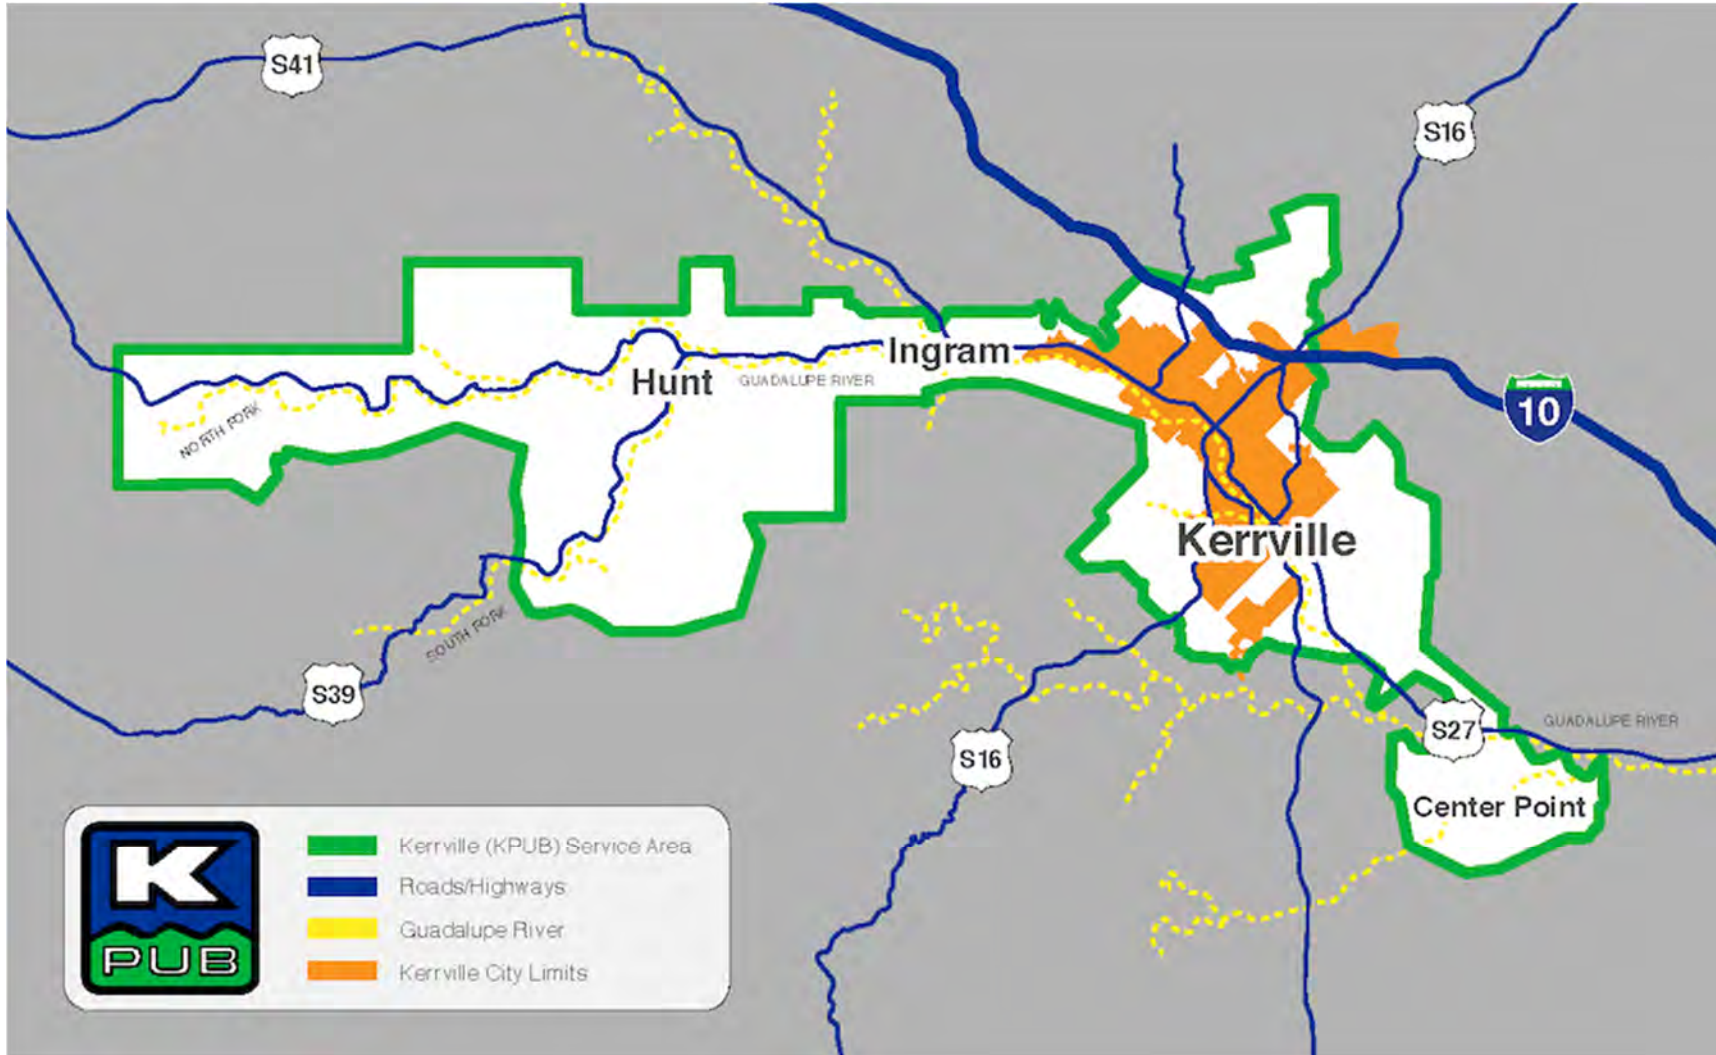 S41
S16
10
Ingram
Hunt
GUADALUPE RIVER
NORTH FORK
Kerrville
SOUTH FORK
S39
S27
GUADALUPE RIVER
S16
Center Point
K
PUB
Kerrville (KPUB) Service Area
Roads/Highways
Guadalupe River
Kerrville City Limits